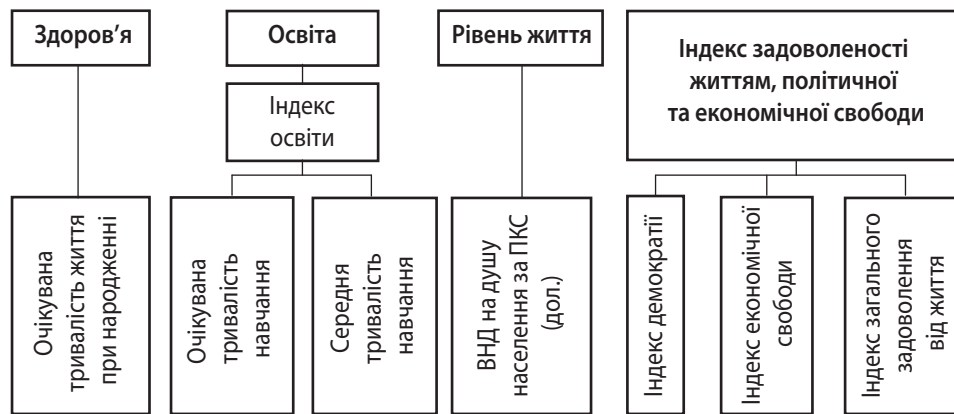 Здоров’я
Освіта
Рівень життя
Індекс задоволеності
життям, політичної
та економічної свободи
Індекс
освіти
Очікувана
тривалість життя
при народженні
Очікувана
тривалість
навчання
Середня
тривалість
навчання
ВНД на душу
населення за ПКС
(дол.)
Індекс демократії
Індекс економічної
свободи
Індекс загального
задоволення
від життя